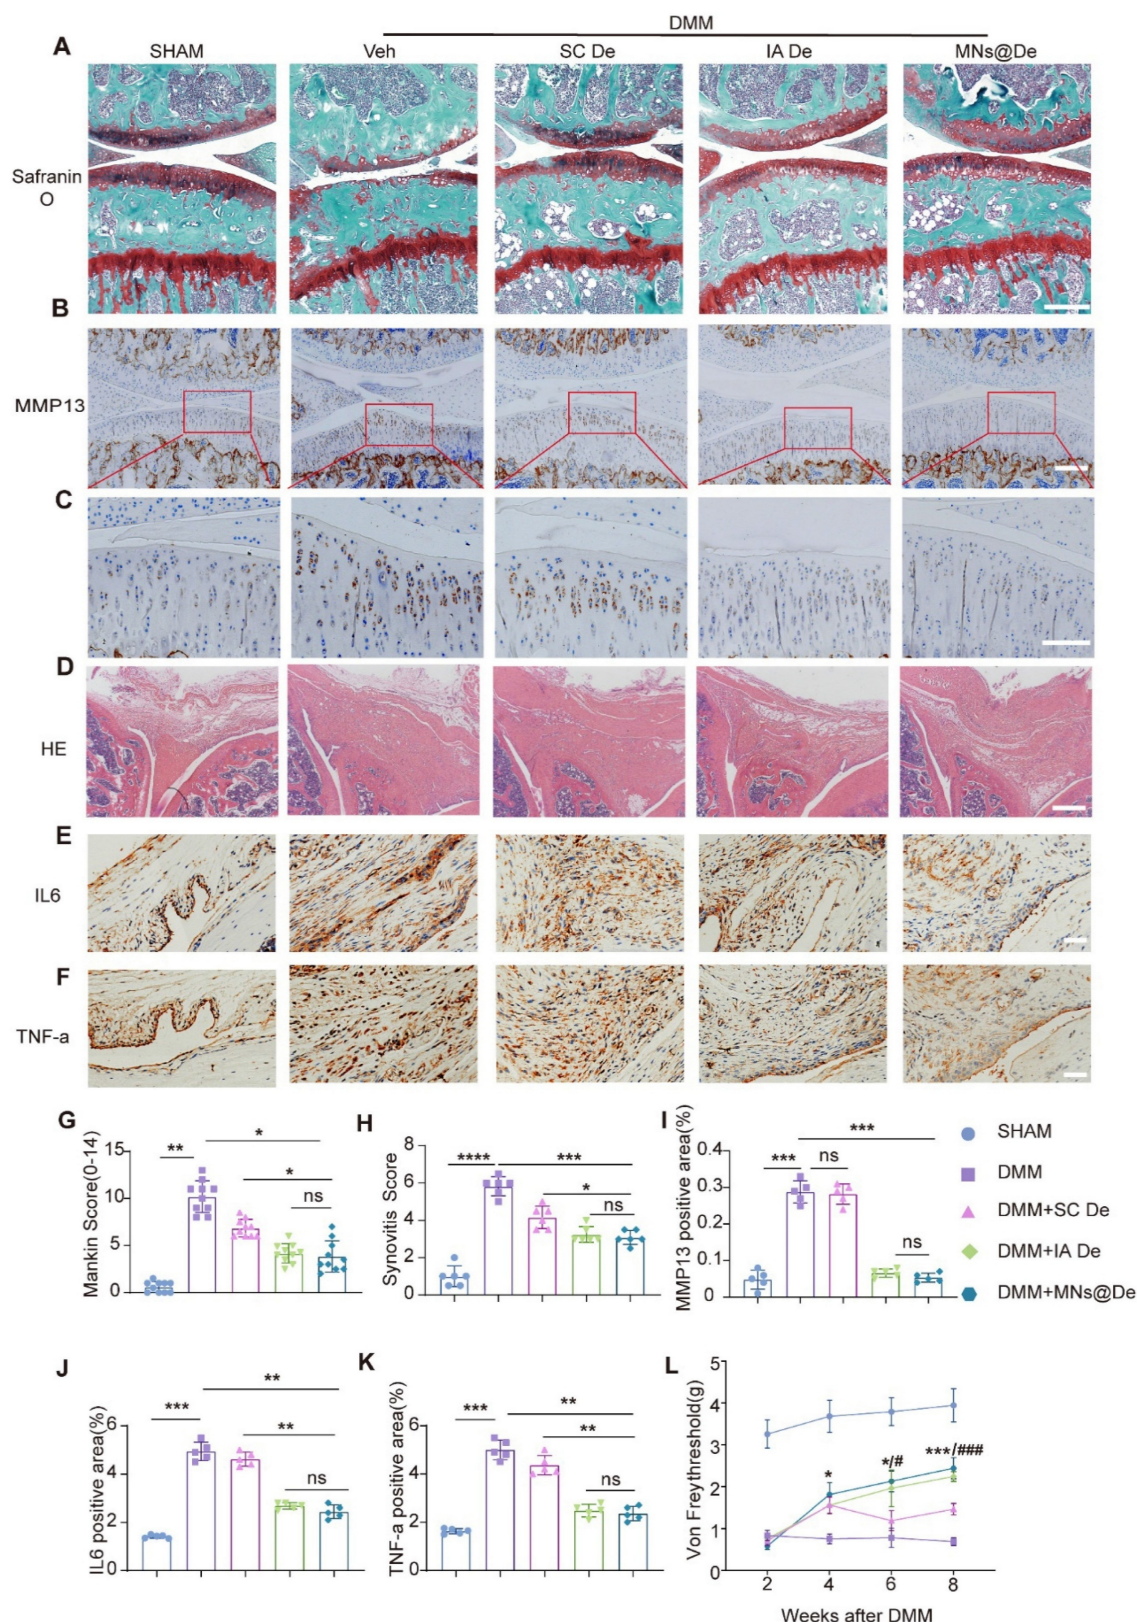 DMM
A
SHAM Veh SC De IA De MNs@De
Safranin
O
B
MMP13
C
D
HE
E
IL6
F
TNF-a
G
Mankin Score(0-14)
15
10
5
0
** * * ns
H
Synovitis Score
8
6
4
2
0
**** *** * ns
I
MMP13 positive area(%)
0.4
0.3
0.2
0.1
0
*** ns *** ns
SHAM
DMM
DMM+SC De
DMM+IA De
DMM+MNs@De
J
IL6 positive area(%)
6
4
2
0
*** ** ** ns
K
TNF-a positive area(%)
6
4
2
0
*** ** ** ns
L
Von Freythreshold(g)
5
4
3
2
1
0
* */# ***/###
2 4 6 8
Weeks after DMM